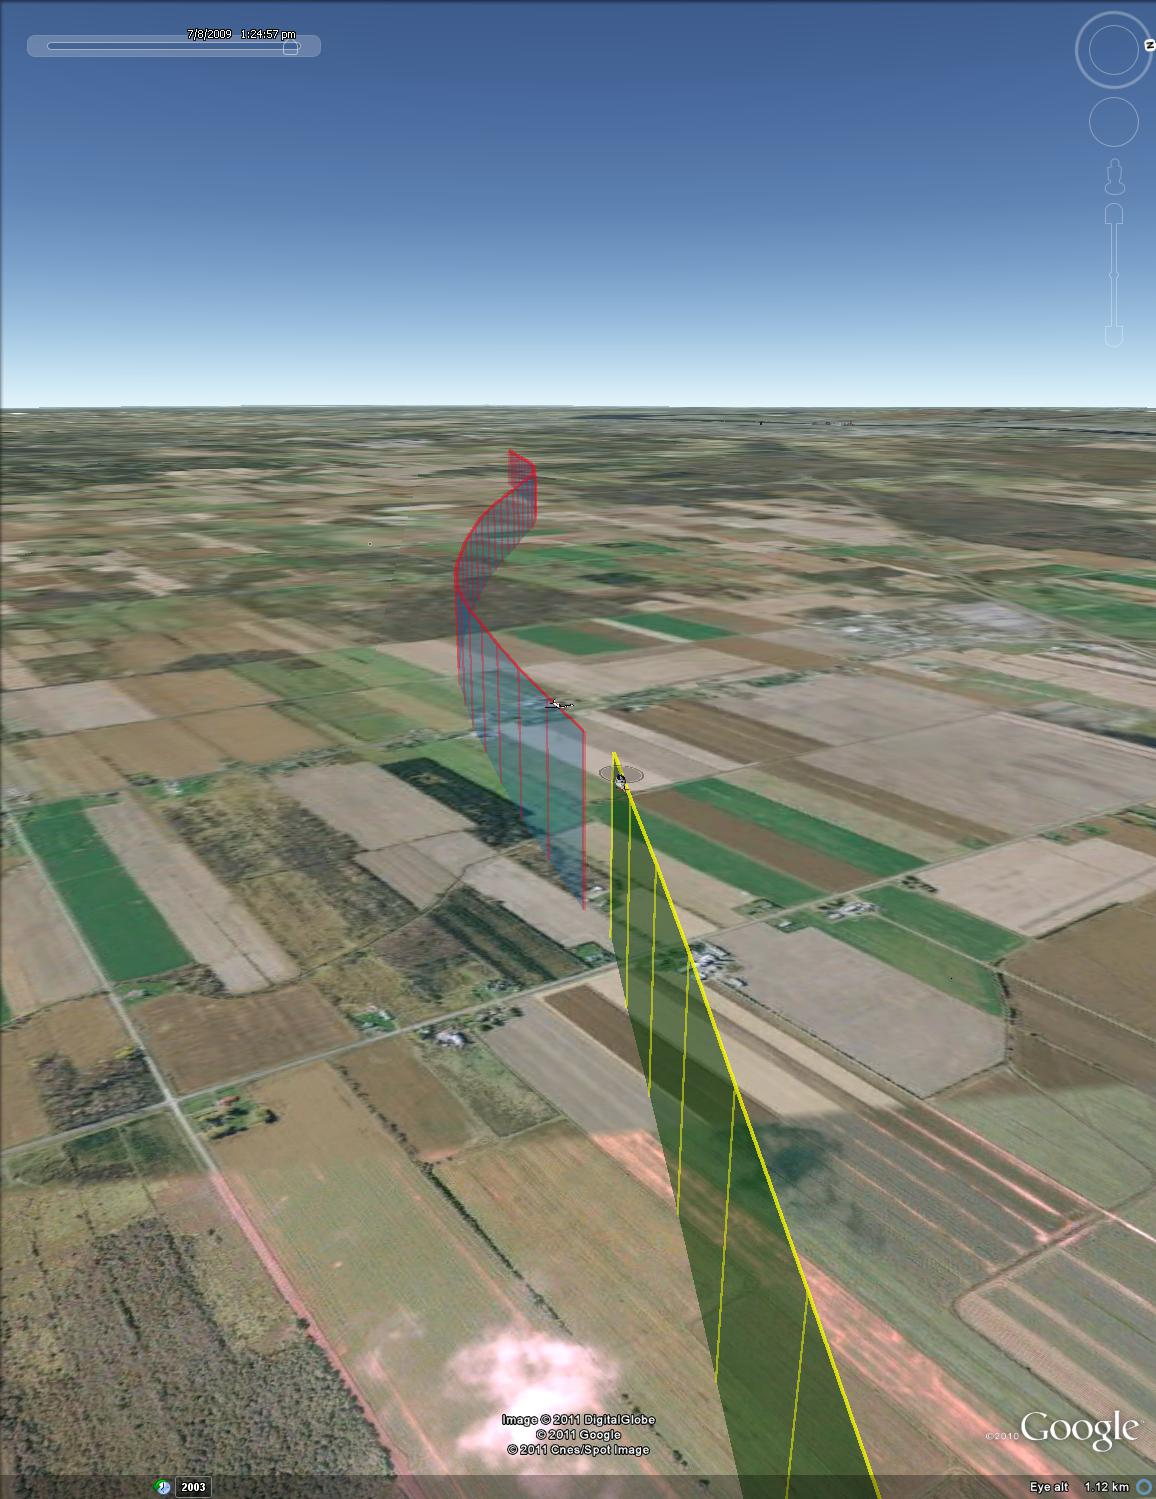 7/8/2009 1:24:57 pm
N
Image © 2011 DigitalGlobe
© 2011 Google
© 2011 Cnes/Spot Image
©2010 Google
2003
Eye alt 1.12 km